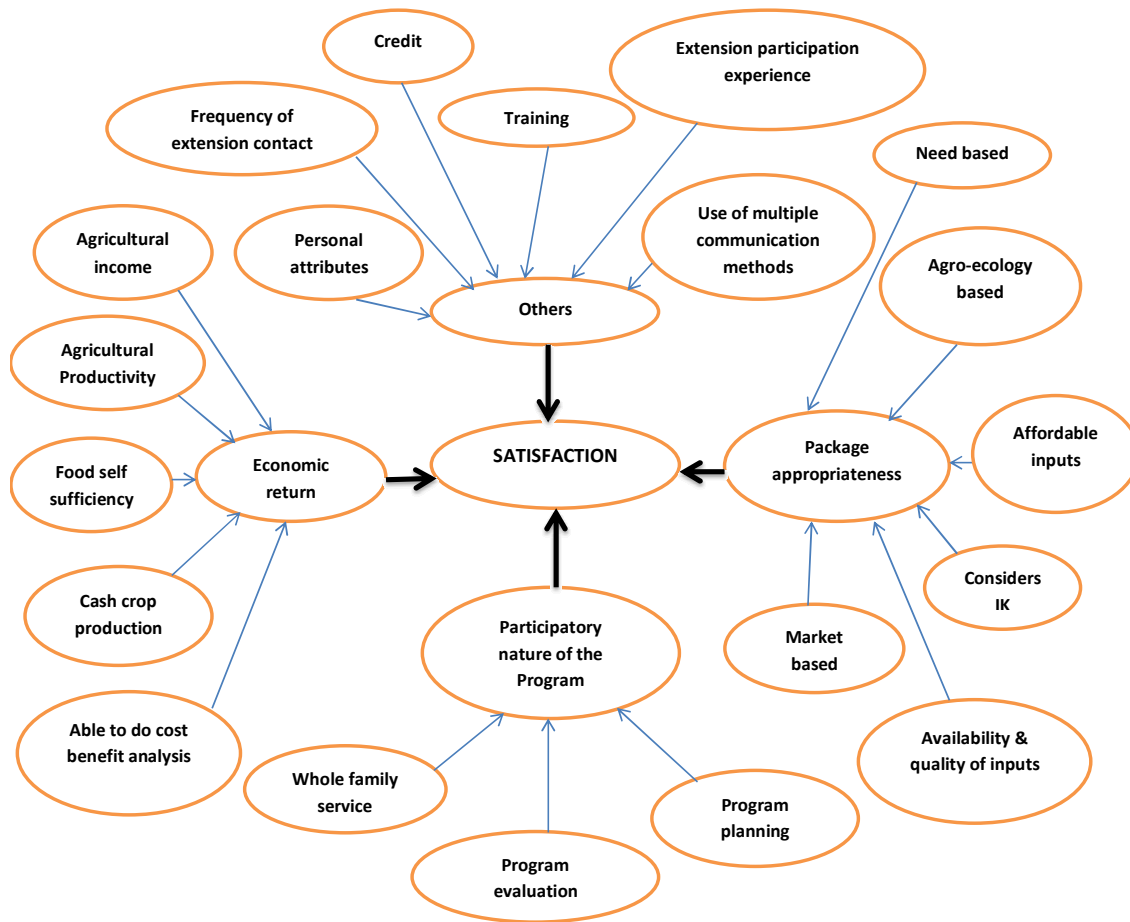 Credit
Extension participation
experience
Frequency of
extension contact
Training
Need based
Agricultural
income
Personal
attributes
Use of multiple
communication
methods
Agro-ecology
based
Others
Agricultural
Productivity
Food self
sufficiency
Economic
return
SATISFACTION
Package
appropriateness
Affordable
inputs
Cash crop
production
Participatory
nature of the
Program
Market
based
Considers
IK
Able to do cost
benefit analysis
Whole family
service
Program
evaluation
Program
planning
Availability &
quality of inputs